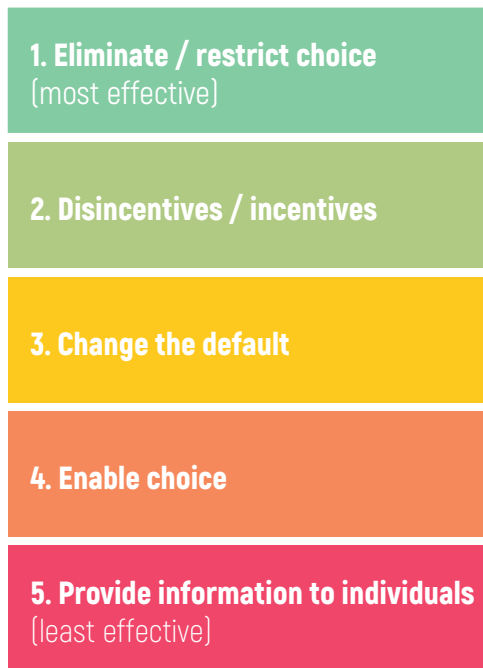 1. Eliminate / restrict choice
(most effective)
2. Disincentives / incentives
3. Change the default
4. Enable choice
5. Provide information to individuals
(least effective)